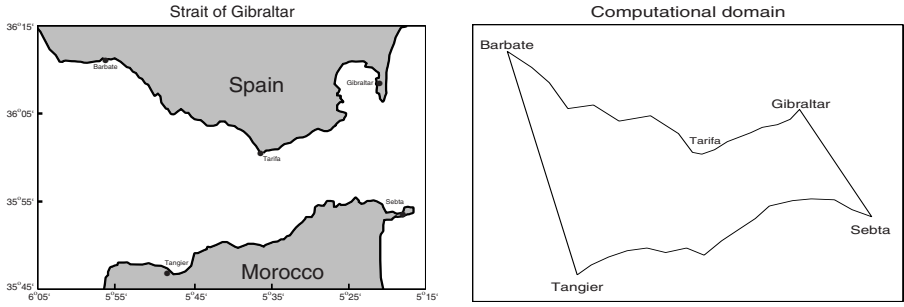 Strait of Gibraltar
36°15'
36°05'
35°55'
35°45'
Barbate
Spain
Gibraltar
Tarifa
Sebta
Tangier
Morocco
6°05'
5°55'
5°45'
5°35'
5°25'
5°15'
Computational domain
Barbate
Gibraltar
Tarifa
Sebta
Tangier